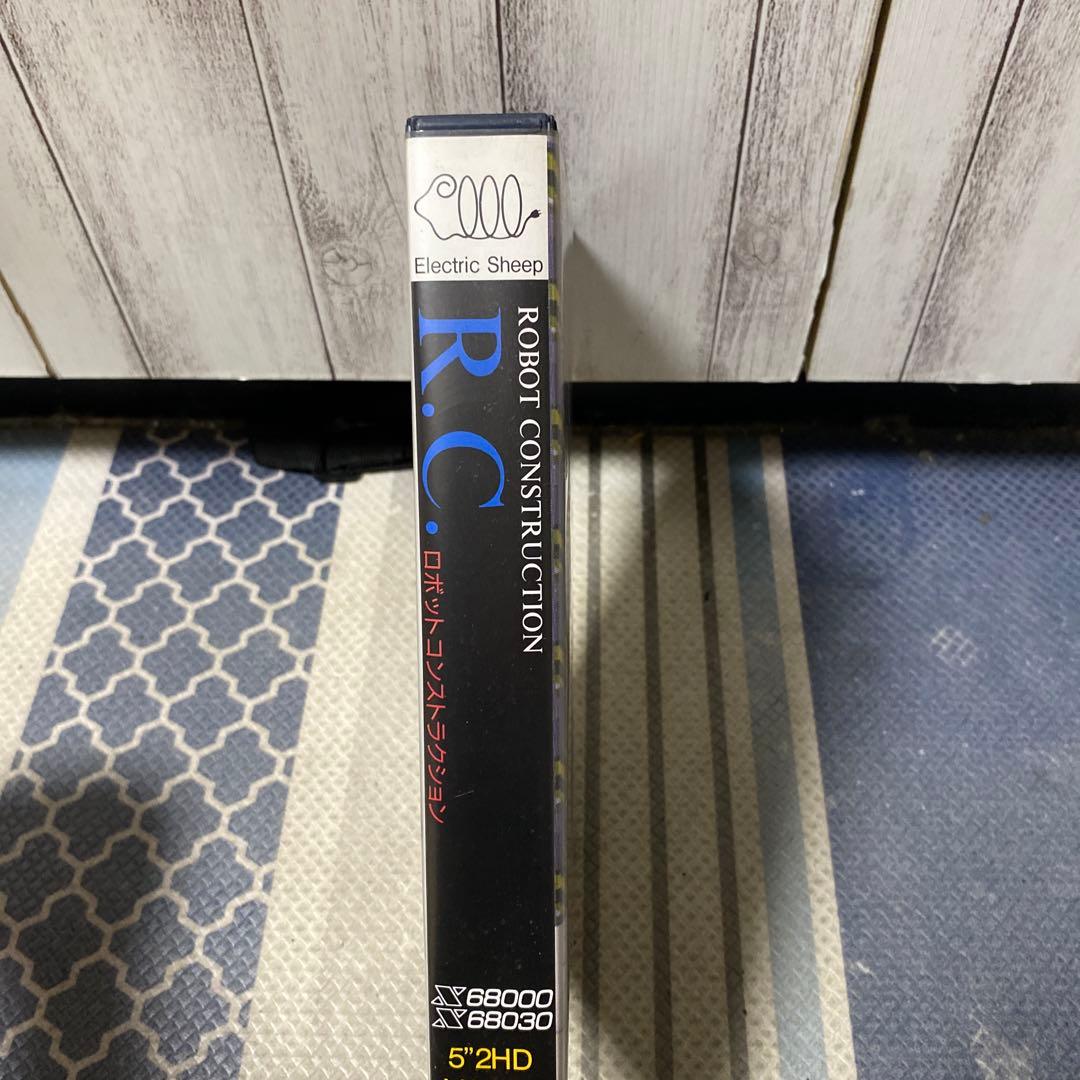 Electric Sheep
ROBOT CONSTRUCTION
R.C.
ロボットコンストラクション
X68000
X68030
5"2HD